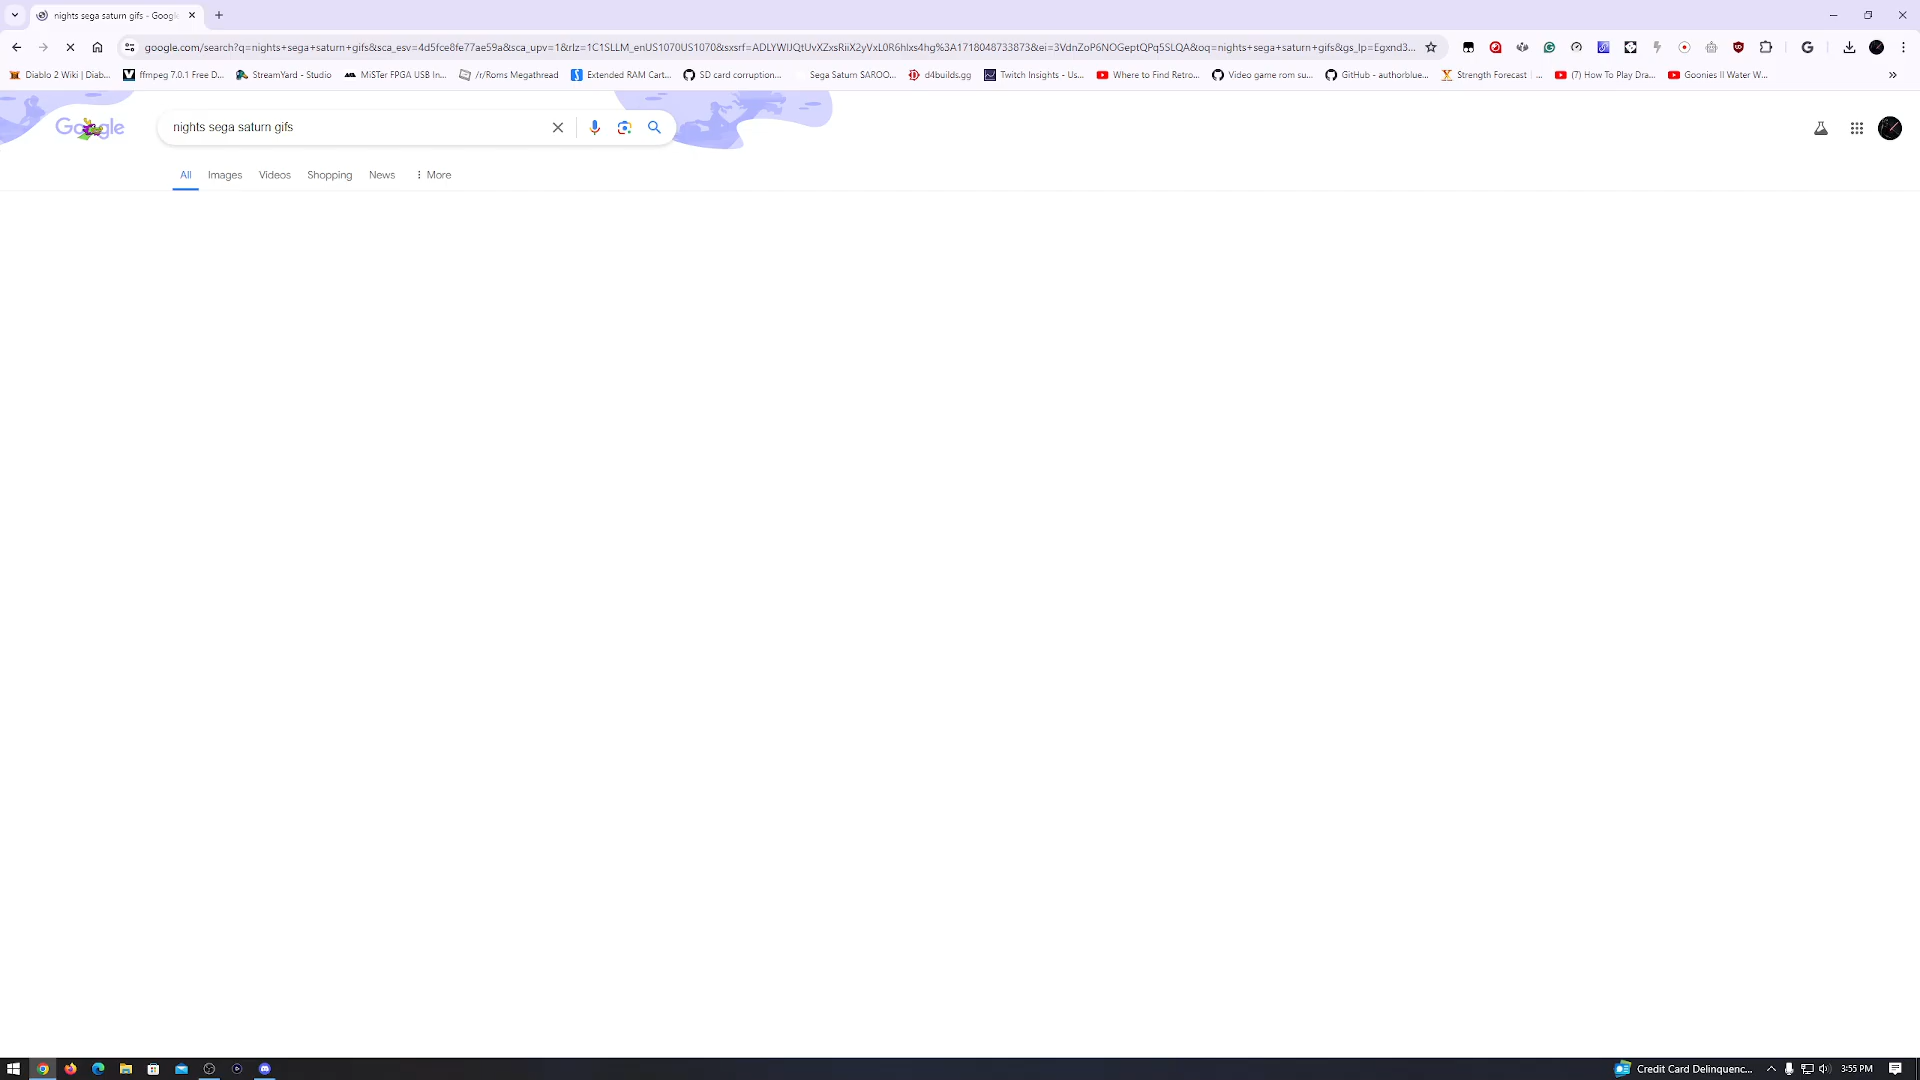 nights sega saturn gifs - Googl
google.com/search?q=nights+sega+saturn+gifs&sca_esv=4d5fce8fe77ae59a&sca_upv=1&rlz=1C1SLLM_enUS1070US1070&sxsrf=ADLYWIJQtUvXZxsRiiX2yVxL0R6hlxs4hg%3A1718048733873&ei=3VdnZoP6NOGeptQPq5SLQA&oq=nights+sega+saturn+gifs&gs_lp=Egxnd3...
Diablo 2 Wiki | Diab... ffmpeg 7.0.1 Free D... StreamYard - Studio MiSTer FPGA USB In... /r/Roms Megathread Extended RAM Cart... SD card corruption... Sega Saturn SAROO... d4builds.gg Twitch Insights - Us... Where to Find Retro... Video game rom su... GitHub - authorblue... Strength Forecast | ... (7) How To Play Dra... Goonies II Water W...
Google nights sega saturn gifs
All Images Videos Shopping News More
Credit Card Delinquenc... 3:55 PM